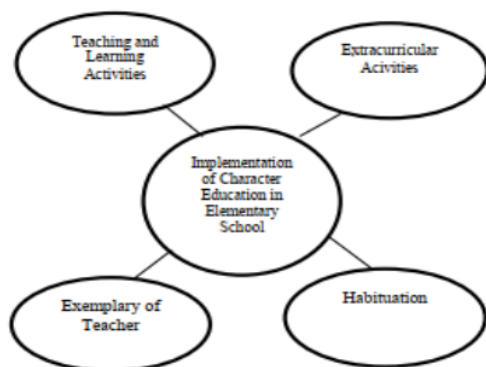 Teaching and
Learning
Activities
Extracurricular
Acivities
Implementation
of Character
Education in
Elementary
School
Exemplary of
Teacher
Habituation